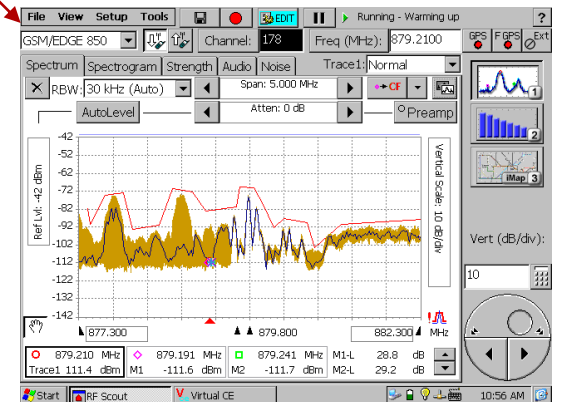 File View Setup Tools EDIT Running - Warming up ?
GSM/EDGE 850 Channel: 178 Freq (MHz): 879.2100 GPS F GPS Ext
Spectrum Spectrogram Strength Audio Noise Trace1: Normal
RBW: 30 kHz (Auto) Span: 5.000 MHz +CF 1
AutoLevel Atten: 0 dB Preamp
2
iMap 3
-42
-52
-62
-72
-82
-92
-102
-112
-122
-132
-142
Ref Lvl: -42 dBm
Vertical Scale: 10 dB/div
Vert (dB/div):
10
877.300 879.800 882.300 MHz
879.210 MHz 879.191 MHz 879.241 MHz M1-L 28.8 dB
Trace1 111.4 dBm M1 -111.6 dBm M2 -111.7 dBm M2-L 29.2 dB
Start RF Scout Virtual CE 10:56 AM